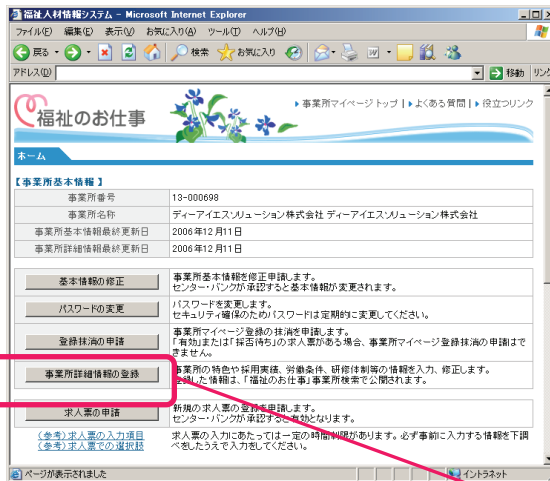 福祉人材情報システム - Microsoft Internet Explorer
ファイル(F) 編集(E) 表示(V) お気に入り(A) ツール(T) ヘルプ(H)
戻る 検索 お気に入り
アドレス(D) 移動 リンク
福祉のお仕事
事業所マイページトップ | よくある質問 | 役立つリンク
ホーム
【事業所基本情報】
事業所番号 13-000698
事業所名称 ディーアイエスソリューション株式会社 ディーアイエスソリューション株式会社
事業所基本情報最終更新日 2006年12月11日
事業所詳細情報最終更新日 2006年12月11日
基本情報の修正 事業所基本情報を修正申請します。
センター・バンクが承認すると基本情報が変更されます。
パスワードの変更 パスワードを変更します。
セキュリティ確保のためパスワードは定期的に変更してください。
登録抹消の申請 事業所マイページ登録の抹消を申請します。
「有効」または「採否待ち」の求人票がある場合、事業所マイページ登録の抹消の申請はで
きません。
事業所詳細情報の登録 事業所の特色や採用実績、労働条件、研修体制等の情報を入力、修正します。
登録した情報は、「福祉のお仕事」事業所検索で公開されます。
求人票の申請 新規の求人票の登録を申請します。
センター・バンクが承認すると有効となります。
(参考)求人票の入力項目 求人票の入力にあたっては一定の時間制限があります。必ず事前に入力する情報を下調
(参考)求人票での選択肢 べをしたうえで入力をしてください。
ページが表示されました イントラネット